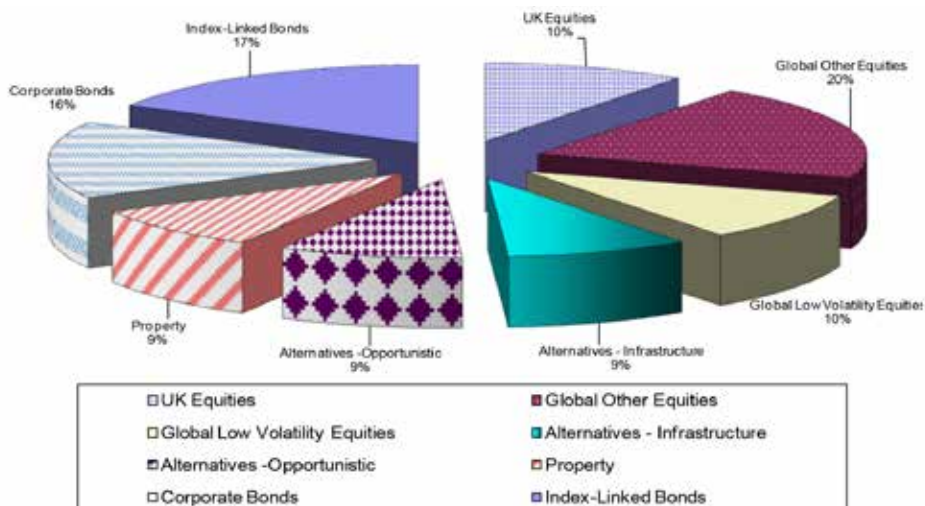 Index-Linked Bonds
17%
UK Equities
10%
Global Other Equities
20%
Corporate Bonds
16%
Property
9%
Alternatives -Opportunistic
9%
Alternatives - Infrastructure
9%
Global Low Volatility Equities
10%
UK Equities
Global Other Equities
Global Low Volatility Equities
Alternatives - Infrastructure
Alternatives -Opportunistic
Property
Corporate Bonds
Index-Linked Bonds